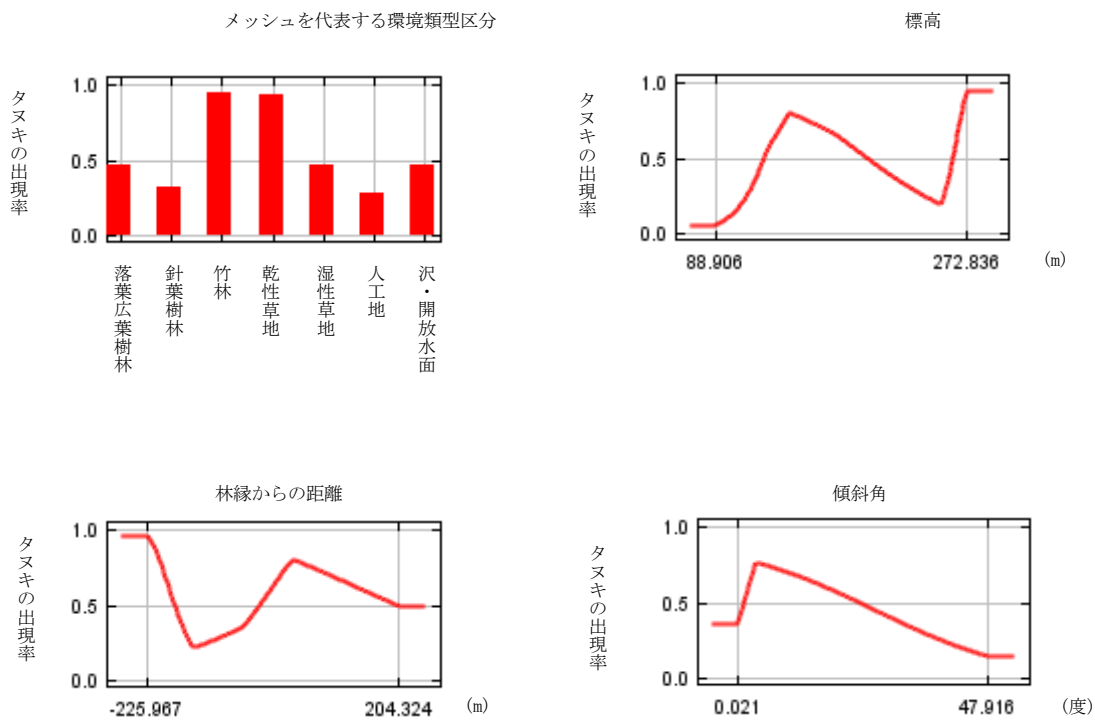 メッシュを代表する環境類型区分
タヌキの出現率
1.0
0.5
0.0
落葉広葉樹林
針葉樹林
竹林
乾性草地
湿性草地
人工地
沢・開放水面
標高
タヌキの出現率
1.0
0.5
0.0
88.906
272.836
(m)
林縁からの距離
タヌキの出現率
1.0
0.5
0.0
-225.967
204.324
(m)
傾斜角
タヌキの出現率
1.0
0.5
0.0
0.021
47.916
(度)